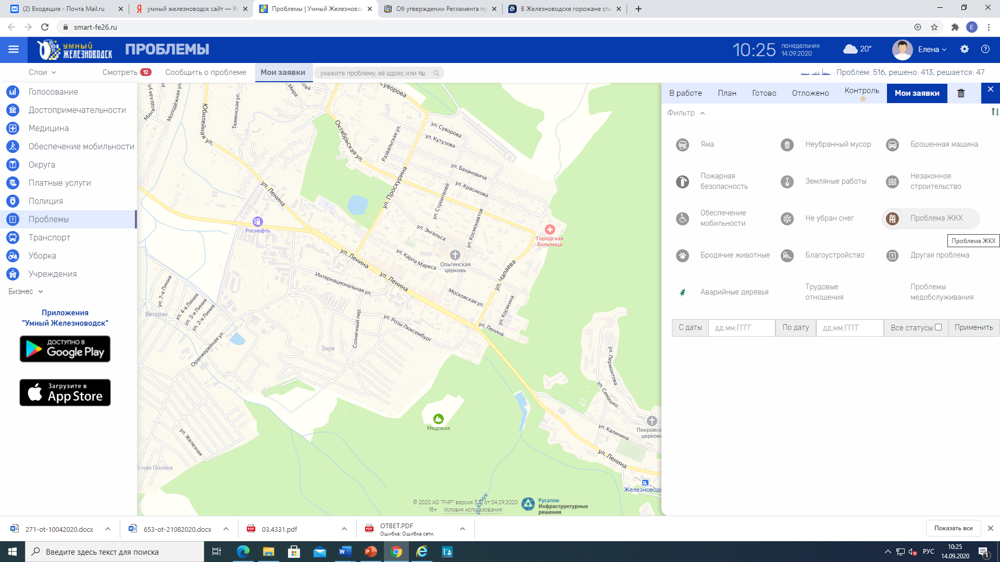 (2) Входящие - Почта Mail.ru
умный железноводск сайт — Ян
Проблемы | Умный Железново
Об утверждении Регламента пр
В Железноводске горожане ста
smart-fe26.ru
УМНЫЙ
ЖЕЛЕЗНОВОДСК
ПРОБЛЕМЫ
10:25
понедельник
14.09.2020
20°
Елена
Слои
Смотреть 12
Сообщить о проблеме
Мои заявки
укажите проблему, её адрес или №
Проблем: 516, решено: 413, решается: 47
Голосование
Достопримечательности
Медицина
Обеспечение мобильности
Округа
Платные услуги
Полиция
Проблемы
Транспорт
Уборка
Учреждения
Бизнес
Приложения
"Умный Железноводск"
ДОСТУПНО В
Google Play
Загрузите в
App Store
Минводская ул.
Молодёжная ул.
Юбилейная ул.
Тюменская ул.
ул. Мира
Суворова
Октябрьская ул.
Развальская ул.
ул. Суворова
ул. Кутузова
ул. Бахановича
ул. Красикова
ул. Проскурина
ул. Строителей
ул. Космонавтов
ул. Ленина
Роснефть
ул. Энгельса
Городская
больница
ул. Ленина
ул. Карла Маркса
Ольгинская
церковь
ул. Чапаева
Интернациональная ул.
ул. Ленина
Московская ул.
ул. Косякина
ул. 7-я Линия
ул. 4-я Линия
ул. 3-я Линия
ул. 2-я Линия
Ветеран
Оранжерейная ул.
Солнечный пер.
ул. Розы Люксембург
ул. Ленина
Заря
ул. Лермонтова
ул. Семашко
Медовая
ул. Железная
ул. Калинина
Покровск
церковь
ул. Ленина
сная Поляна
Железноводс
р. Кучук
© 2020 АО "РИР" версия 3. от 04.09.2020
18+ Условия использования
Русатом
Инфраструктурные
решения
В работе
План
Готово
Отложено
Контроль
Мои заявки
Фильтр
Яма
Неубранный мусор
Брошенная машина
Пожарная
безопасность
Земляные работы
Незаконное
строительство
Обеспечение
мобильности
Не убран снег
Проблема ЖКХ
Проблема ЖКХ
Бродячие животные
Благоустройство
Другая проблема
Аварийные деревья
Трудовые
отношения
Проблемы
медобслуживания
С даты
дд.мм.ГГГГ
По дату
дд.мм.ГГГГ
Все статусы
Применить
271-ot-10042020.docx
653-ot-21082020.docx
03.4331.pdf
ОТВЕТ.PDF
Ошибка: Ошибка сети.
Показать все
Введите здесь текст для поиска
РУС
10:25
14.09.2020
1